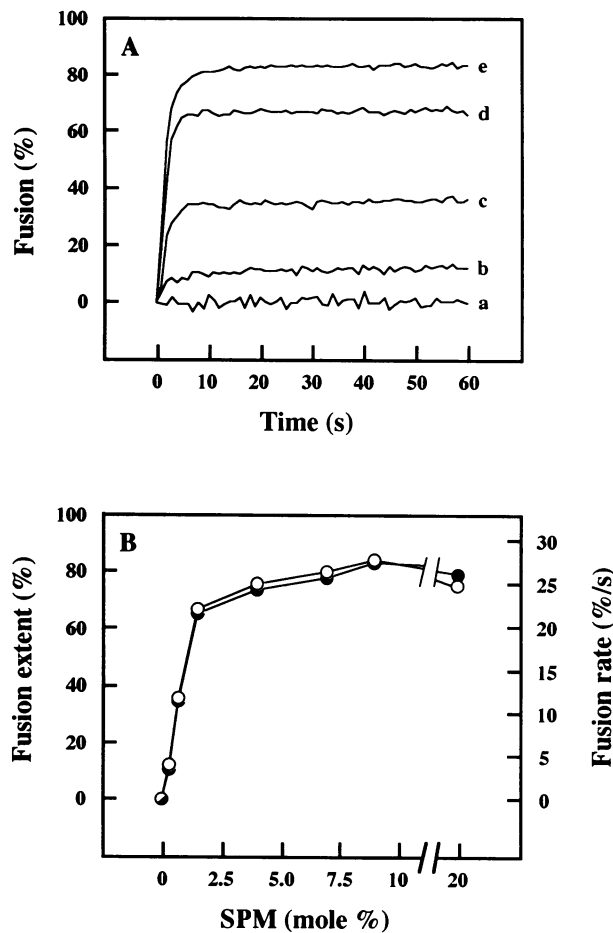 A
100
80
60
40
20
0
Fusion (%)
e
d
c
b
a
0 10 20 30 40 50 60
Time (s)
B
100
80
60
40
20
0
Fusion extent (%)
30
25
20
15
10
5
0
Fusion rate (%/s)
0 2.5 5.0 7.5 10 20
SPM (mole %)